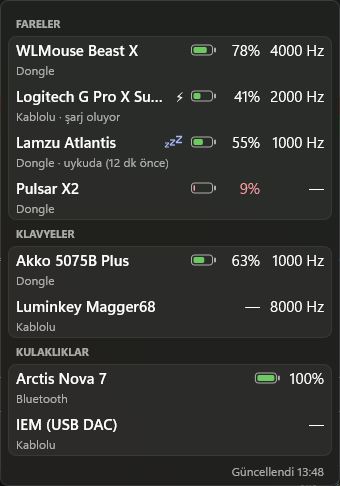 FARELER
WLMouse Beast X 78% 4000 Hz
Dongle
Logitech G Pro X Su... ⚡ 41% 2000 Hz
Kablolu · şarj oluyor
Lamzu Atlantis 💤 55% 1000 Hz
Dongle · uykuda (12 dk önce)
Pulsar X2 9% —
Dongle
KLAVYELER
Akko 5075B Plus 63% 1000 Hz
Dongle
Luminkey Magger68 — 8000 Hz
Kablolu
KULAKLIKLAR
Arctis Nova 7 100%
Bluetooth
IEM (USB DAC) —
Kablolu
Güncellendi 13:48